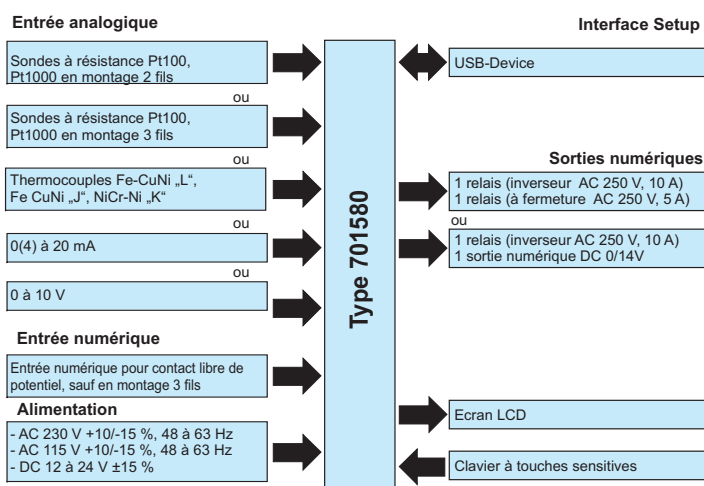 Entrée analogique
Sondes à résistance Pt100,
Pt1000 en montage 2 fils
ou
Sondes à résistance Pt100,
Pt1000 en montage 3 fils
ou
Thermocouples Fe-CuNi „L“,
Fe CuNi „J“, NiCr-Ni „K“
ou
0(4) à 20 mA
ou
0 à 10 V
Entrée numérique
Entrée numérique pour contact libre de
potentiel, sauf en montage 3 fils
Alimentation
- AC 230 V +10/-15 %, 48 à 63 Hz
- AC 115 V +10/-15 %, 48 à 63 Hz
- DC 12 à 24 V ±15 %
Type 701580
Interface Setup
USB-Device
Sorties numériques
1 relais (inverseur AC 250 V, 10 A)
1 relais (à fermeture AC 250 V, 5 A)
ou
1 relais (inverseur AC 250 V, 10 A)
1 sortie numérique DC 0/14V
Ecran LCD
Clavier à touches sensitives